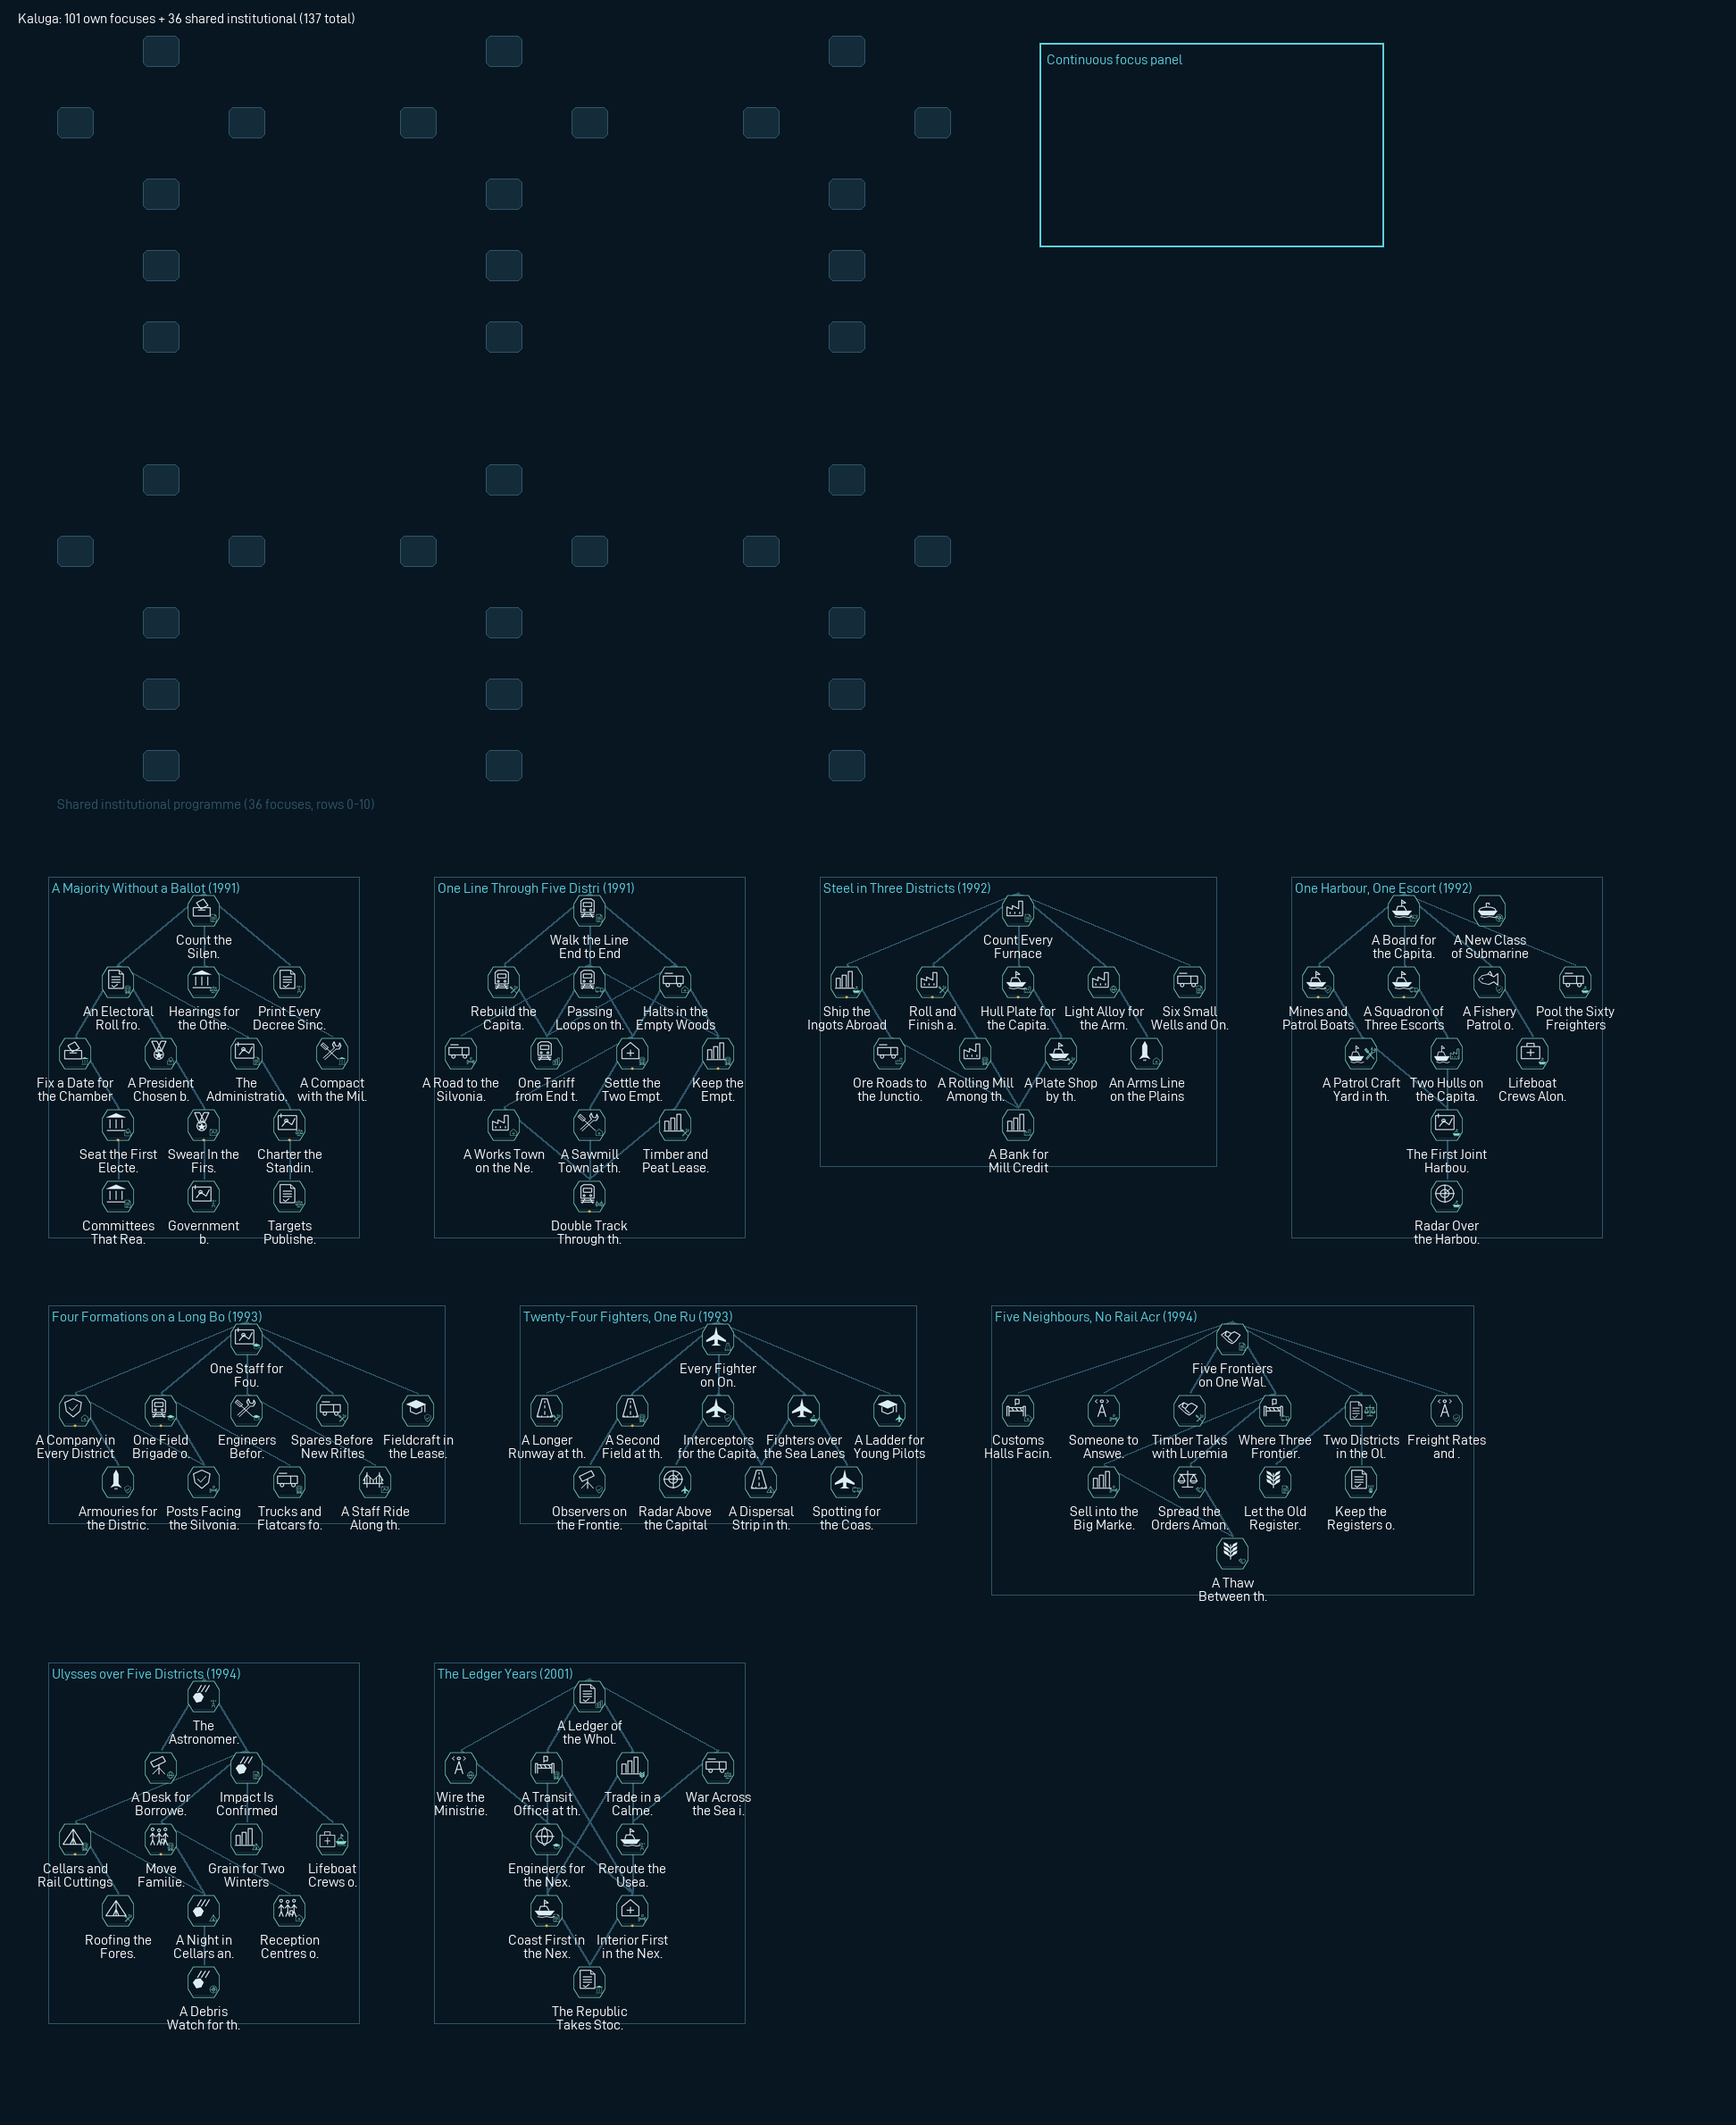 Kaluga: 101 own focuses + 36 shared institutional (137 total)
Continuous focus panel
Shared institutional programme (36 focuses, rows 0-10)
A Majority Without a Ballot (1991)
Count the
Silen.
An Electoral
Roll fro.
Hearings for
the Othe.
Print Every
Decree Sinc.
Fix a Date for
the Chamber
A President
Chosen b.
The
Administratio.
A Compact
with the Mil.
Seat the First
Electe.
Swear In the
Firs.
Charter the
Standin.
Committees
That Rea.
Government
b.
Targets
Publishe.
One Line Through Five Distri (1991)
Walk the Line
End to End
Rebuild the
Capita.
Passing
Loops on th.
Halts in the
Empty Woods
A Road to the
Silvonia.
One Tariff
from End t.
Settle the
Two Empt.
Keep the
Empt.
A Works Town
on the Ne.
A Sawmill
Town at th.
Timber and
Peat Lease.
Double Track
Through th.
Steel in Three Districts (1992)
Count Every
Furnace
Ship the
Ingots Abroad
Roll and
Finish a.
Hull Plate for
the Capita.
Light Alloy for
the Arm.
Six Small
Wells and On.
Ore Roads to
the Junctio.
A Rolling Mill
Among th.
A Plate Shop
by th.
An Arms Line
on the Plains
A Bank for
Mill Credit
One Harbour, One Escort (1992)
A Board for
the Capita.
A New Class
of Submarine
Mines and
Patrol Boats
A Squadron of
Three Escorts
A Fishery
Patrol o.
Pool the Sixty
Freighters
A Patrol Craft
Yard in th.
Two Hulls on
the Capita.
Lifeboat
Crews Alon.
The First Joint
Harbou.
Radar Over
the Harbou.
Four Formations on a Long Bo (1993)
One Staff for
Fou.
A Company in
Every District
One Field
Brigade o.
Engineers
Befor.
Spares Before
New Rifles
Fieldcraft in
the Lease.
Armouries for
the Distric.
Posts Facing
the Silvonia.
Trucks and
Flatcars fo.
A Staff Ride
Along th.
Twenty-Four Fighters, One Ru (1993)
Every Fighter
on On.
A Longer
Runway at th.
A Second
Field at th.
Interceptors
for the Capita.
Fighters over
the Sea Lanes
A Ladder for
Young Pilots
Observers on
the Frontie.
Radar Above
the Capital
A Dispersal
Strip in th.
Spotting for
the Coas.
Five Neighbours, No Rail Acr (1994)
Five Frontiers
on One Wal.
Customs
Halls Facin.
Someone to
Answe.
Timber Talks
with Luremia
Where Three
Frontier.
Two Districts
in the Ol.
Freight Rates
and .
Sell into the
Big Marke.
Spread the
Orders Amon.
Let the Old
Register.
Keep the
Registers o.
A Thaw
Between th.
Ulysses over Five Districts (1994)
The
Astronomer.
A Desk for
Borrowe.
Impact Is
Confirmed
Cellars and
Rail Cuttings
Move
Familie.
Grain for Two
Winters
Lifeboat
Crews o.
Roofing the
Fores.
A Night in
Cellars an.
Reception
Centres o.
A Debris
Watch for th.
The Ledger Years (2001)
A Ledger of
the Whol.
Wire the
Ministrie.
A Transit
Office at th.
Trade in a
Calme.
War Across
the Sea i.
Engineers for
the Nex.
Reroute the
Usea.
Coast First in
the Nex.
Interior First
in the Nex.
The Republic
Takes Stoc.